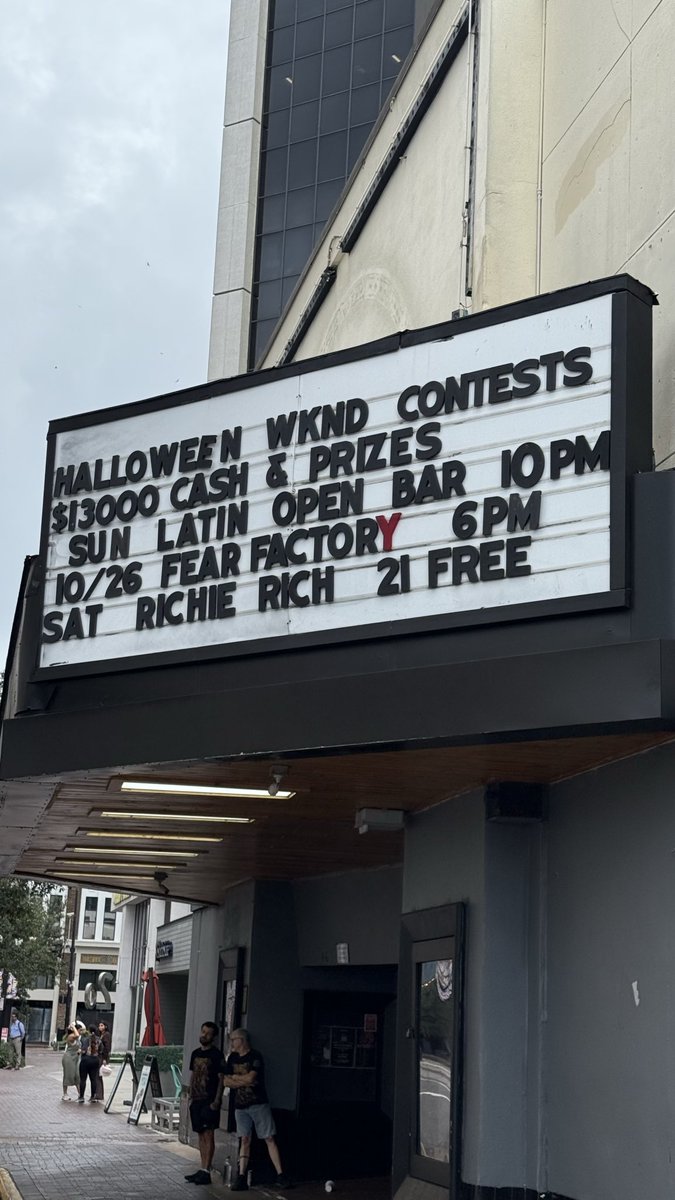 HALLOWEEN WKND CONTESTS
$13000 CASH & PRIZES
SUN LATIN OPEN BAR 10PM
10/26 FEAR FACTORY 6PM
SAT RICHIE RICH 21 FREE